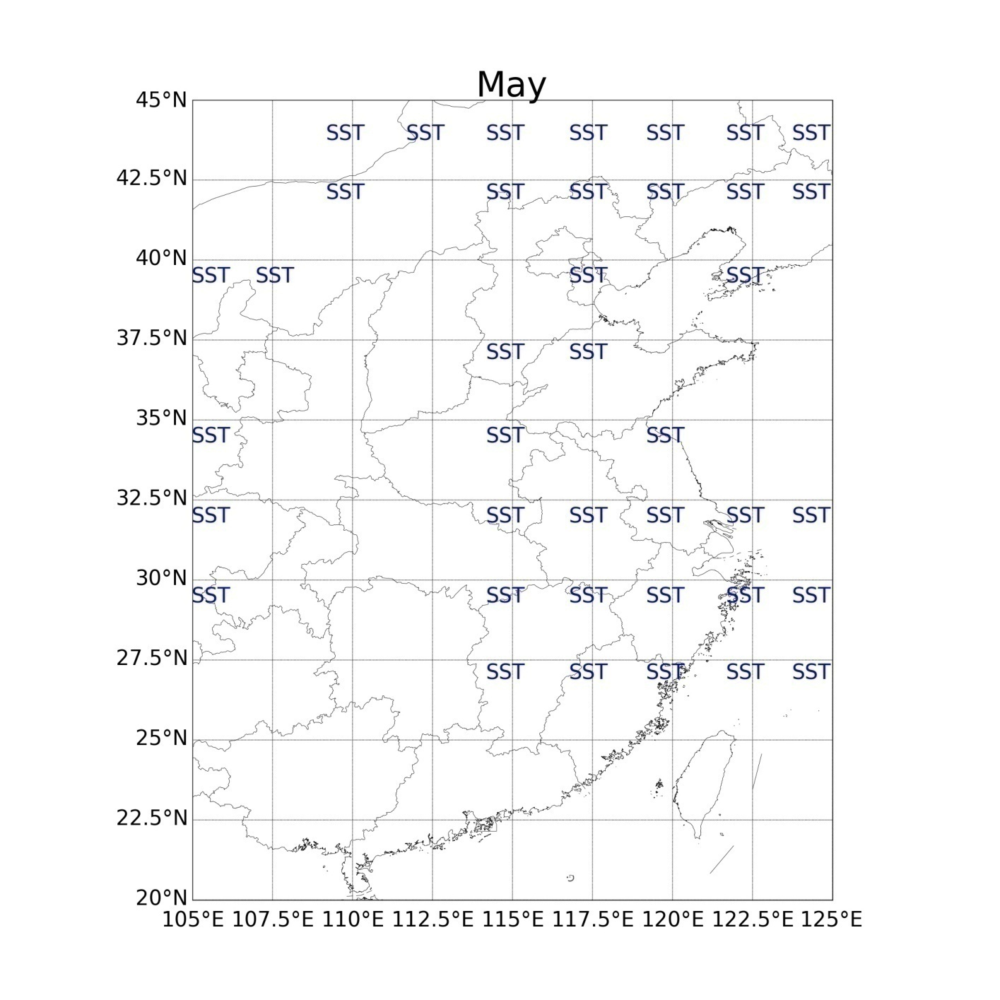 May
45°N
SST SST SST SST SST SST SST
42.5°N
SST SST SST SST SST SST
40°N
SST SST SST SST
37.5°N
SST SST
35°N
SST SST SST
32.5°N
SST SST SST SST SST SST
30°N
SST SST SST SST SST SST
27.5°N
SST SST SST SST SST
25°N
22.5°N
20°N
105°E 107.5°E 110°E 112.5°E 115°E 117.5°E 120°E 122.5°E 125°E